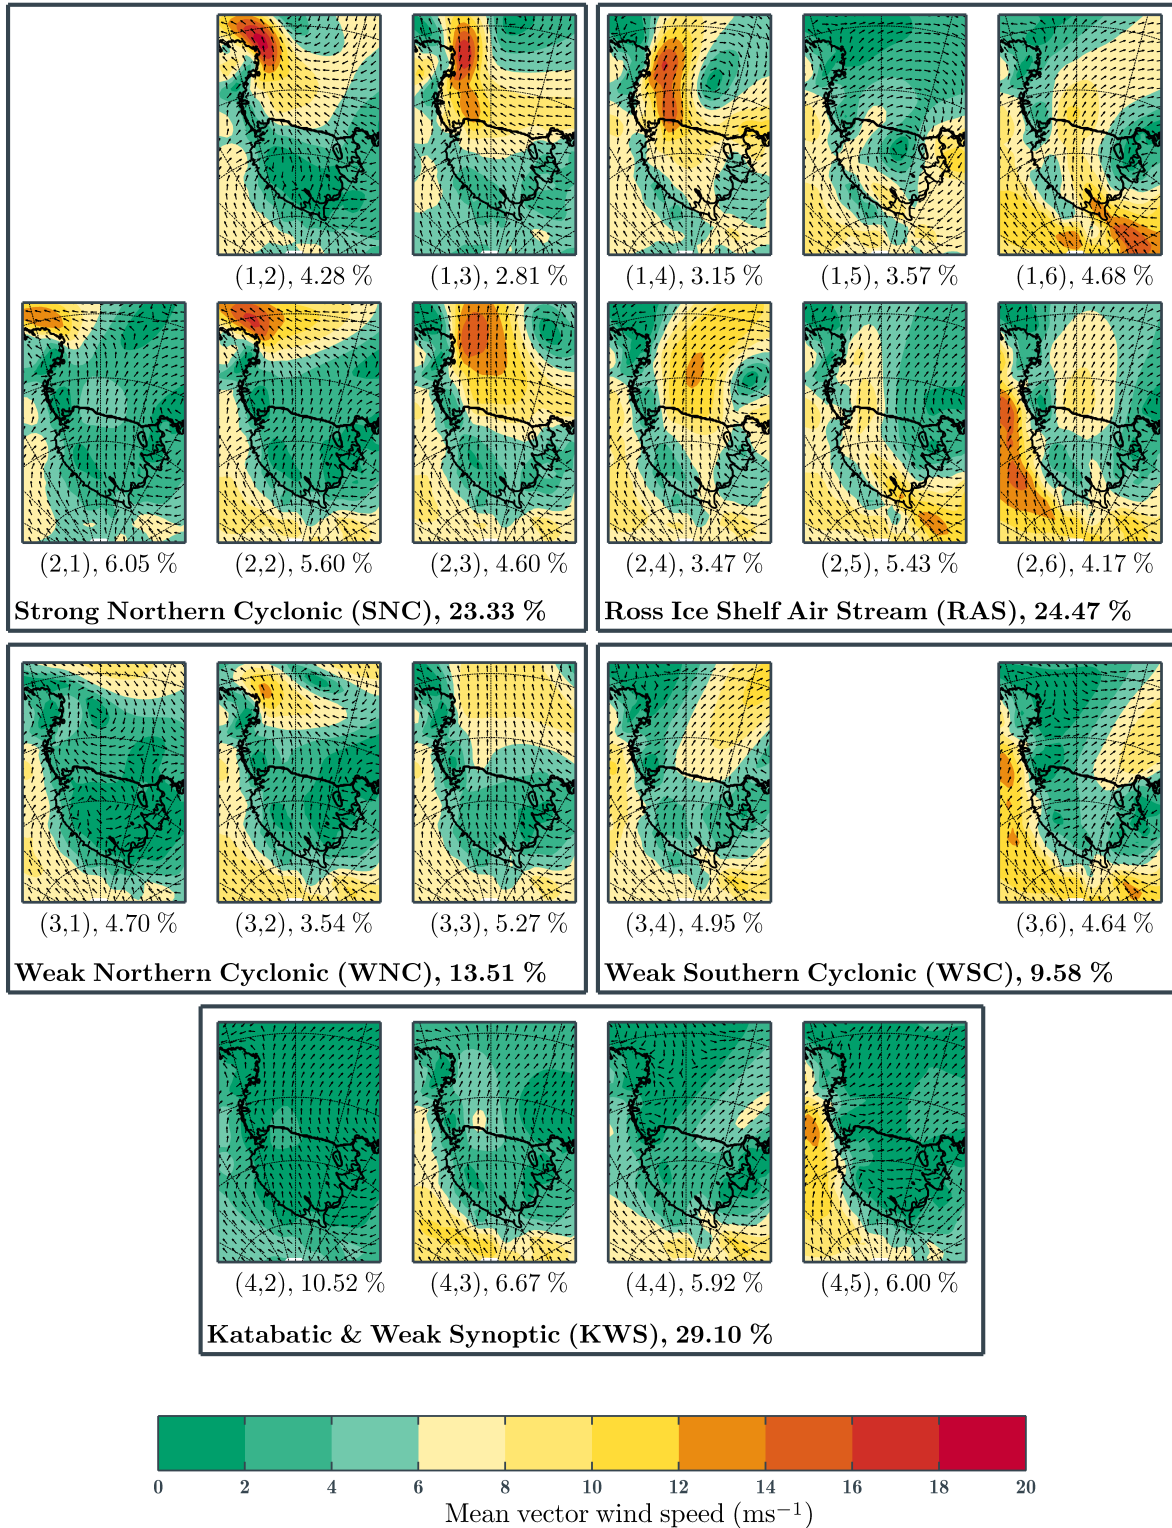 (1,2), 4.28 %
(1,3), 2.81 %
(1,4), 3.15 %
(1,5), 3.57 %
(1,6), 4.68 %
(2,1), 6.05 %
(2,2), 5.60 %
(2,3), 4.60 %
(2,4), 3.47 %
(2,5), 5.43 %
(2,6), 4.17 %
Strong Northern Cyclonic (SNC), 23.33 %
Ross Ice Shelf Air Stream (RAS), 24.47 %
(3,1), 4.70 %
(3,2), 3.54 %
(3,3), 5.27 %
(3,4), 4.95 %
(3,6), 4.64 %
Weak Northern Cyclonic (WNC), 13.51 %
Weak Southern Cyclonic (WSC), 9.58 %
(4,2), 10.52 %
(4,3), 6.67 %
(4,4), 5.92 %
(4,5), 6.00 %
Katabatic & Weak Synoptic (KWS), 29.10 %
0 2 4 6 8 10 12 14 16 18 20
Mean vector wind speed (ms⁻¹)